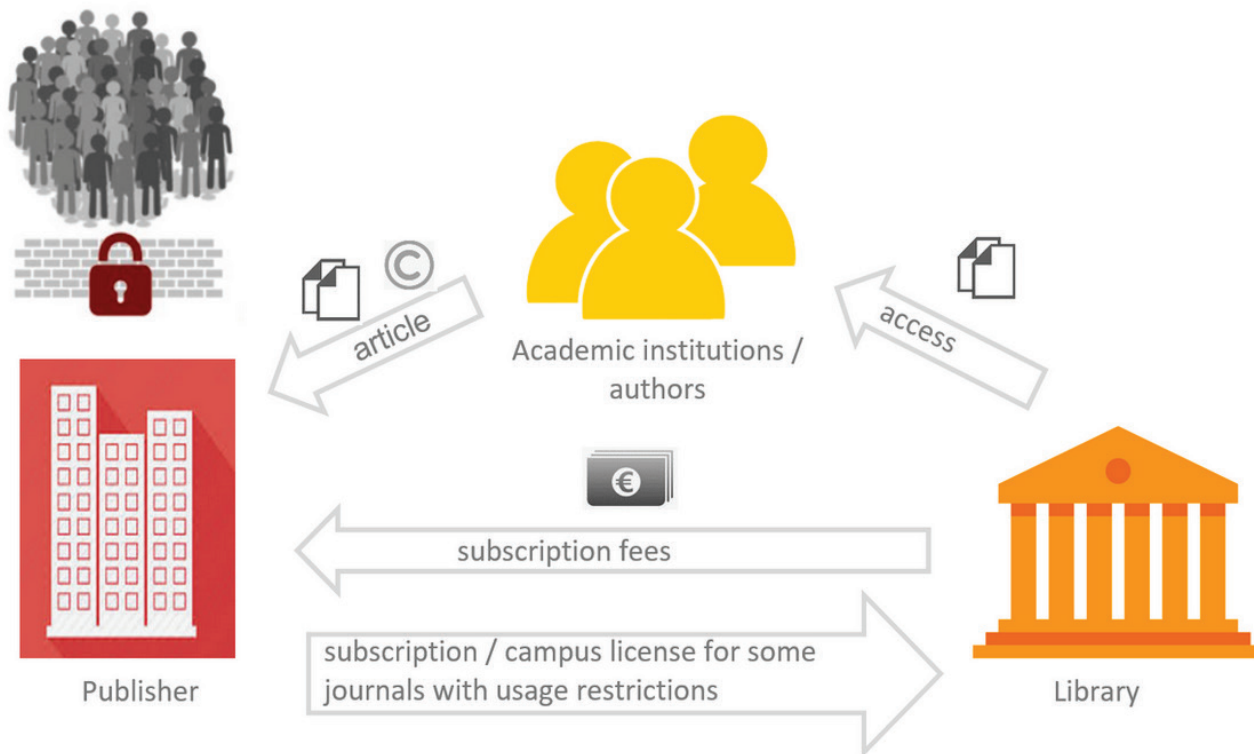 ©
article
Academic institutions /
authors
access
€
subscription fees
subscription / campus license for some
journals with usage restrictions
Publisher
Library